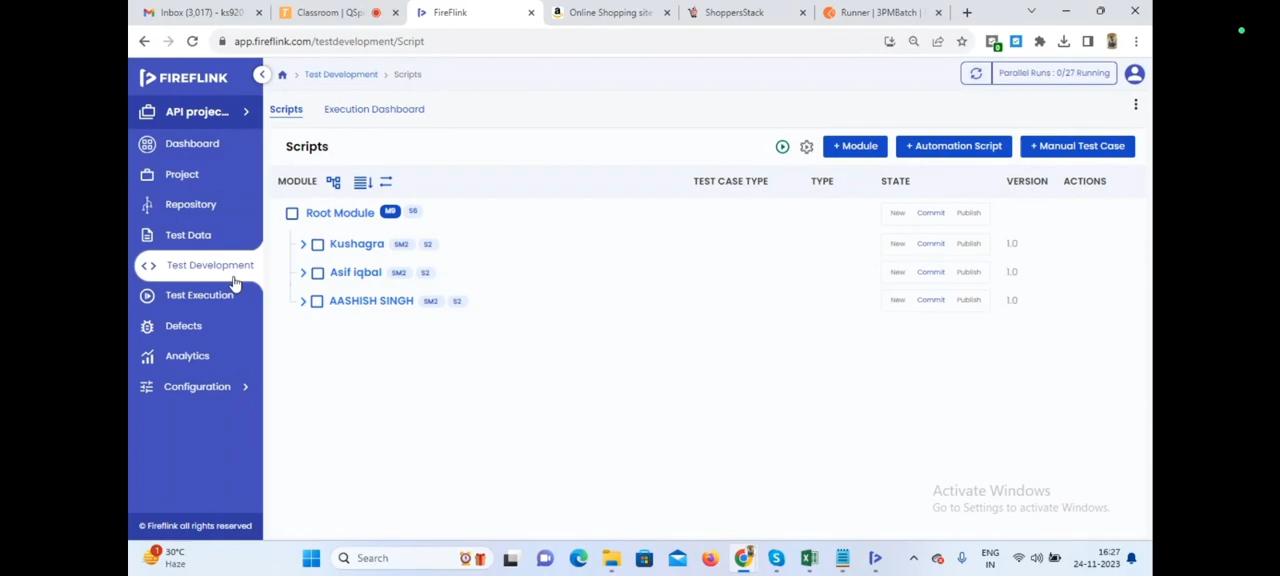 Inbox (3,017) - ks920
Classroom | QSp
FireFlink
Online Shopping site
ShoppersStack
Runner | 3PMBatch |
app.fireflink.com/testdevelopment/Script
FIREFLINK
Test Development > Scripts
Parallel Runs : 0/27 Running
API projec...
Scripts
Execution Dashboard
Dashboard
Scripts
+ Module
+ Automation Script
+ Manual Test Case
Project
MODULE
TEST CASE TYPE
TYPE
STATE
VERSION
ACTIONS
Repository
Root Module M9 S6
New Commit Publish
Test Data
Kushagra SM2 S2
New Commit Publish
1.0
Test Development
Asif iqbal SM2 S2
New Commit Publish
1.0
Test Execution
AASHISH SINGH SM2 S2
New Commit Publish
1.0
Defects
Analytics
Configuration
Activate Windows
Go to Settings to activate Windows.
© Fireflink all rights reserved
1
30°C
Haze
Search
ENG
IN
16:27
24-11-2023